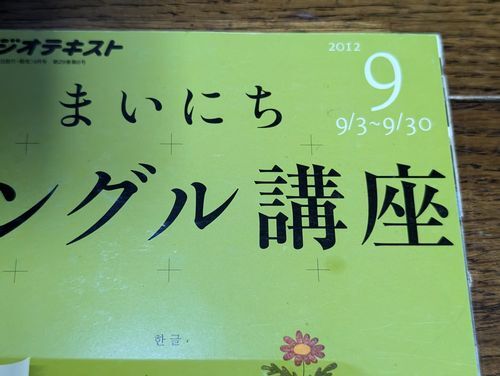 ジオテキスト
2012
9
9/3~9/30
まいにち
ングル講座
한글,